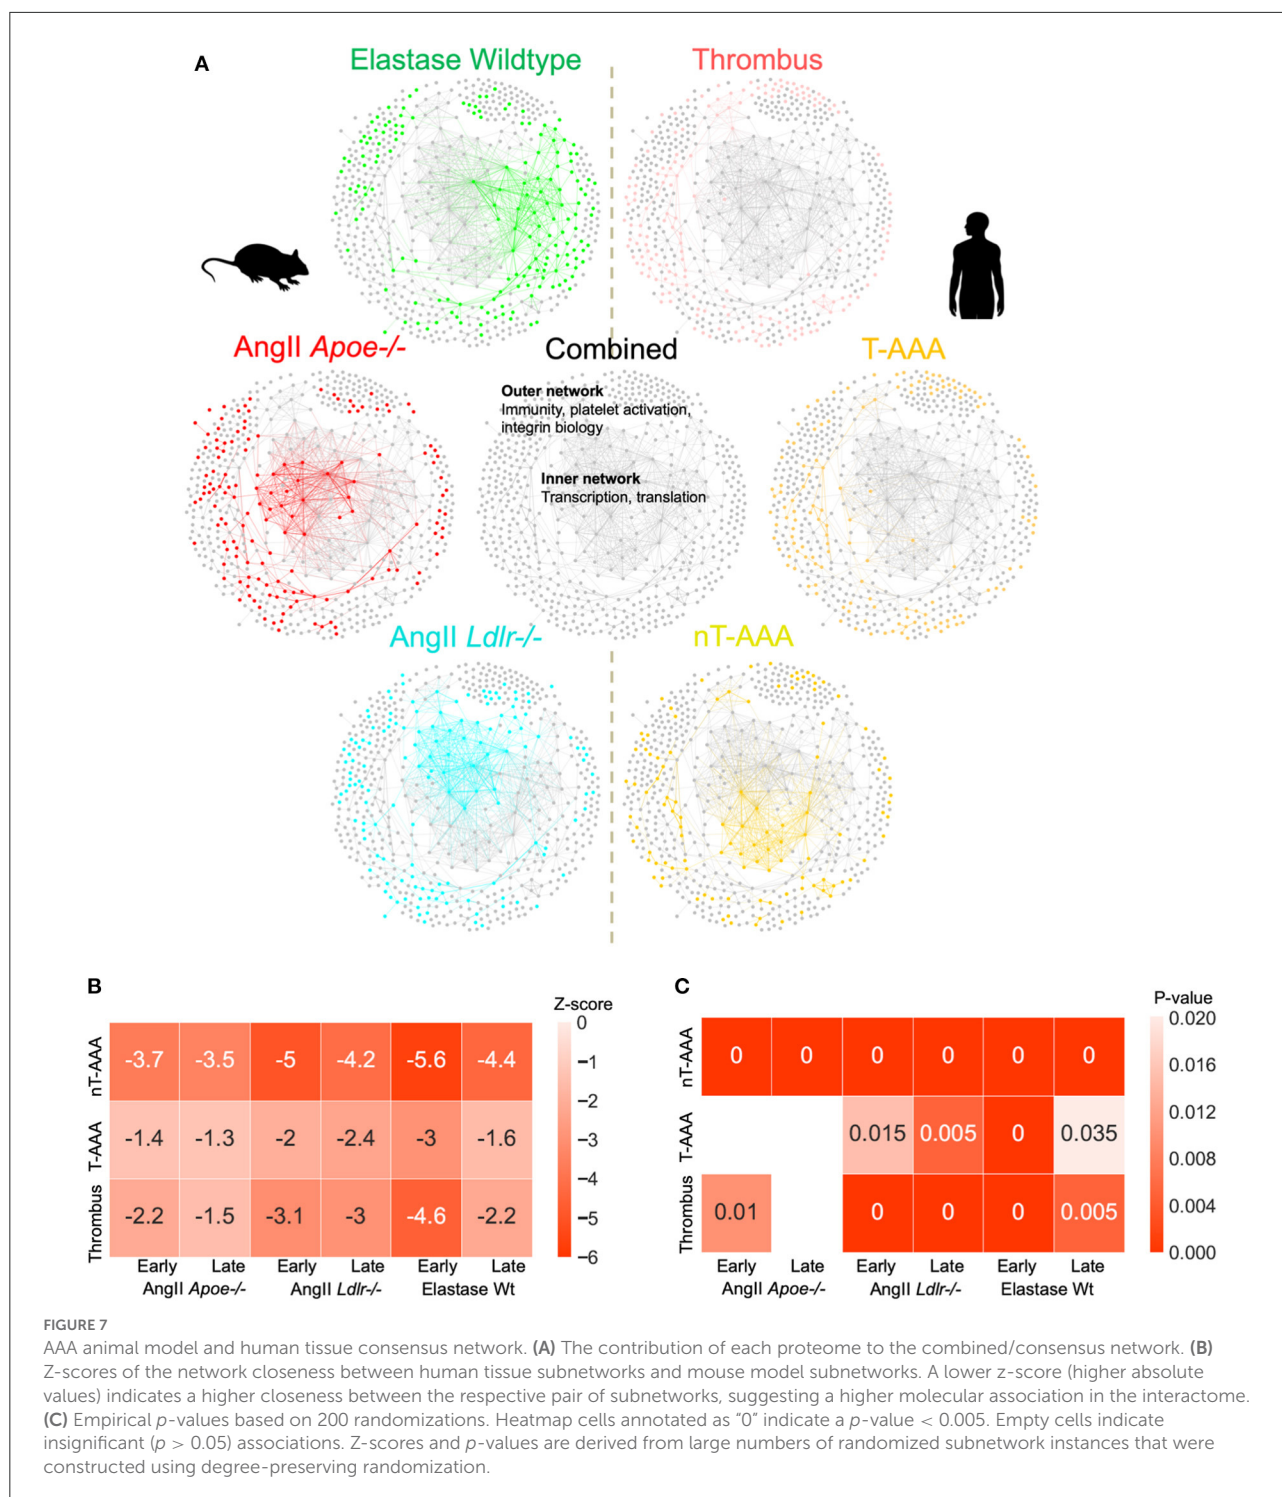 A
Elastase Wildtype
Thrombus
AngII Apoe-/-
Combined
T-AAA
Outer network
Immunity, platelet activation,
integrin biology
Inner network
Transcription, translation
AngII Ldlr-/-
nT-AAA
B
Z-score
nT-AAA
-3.7 -3.5 -5 -4.2 -5.6 -4.4
T-AAA
-1.4 -1.3 -2 -2.4 -3 -1.6
Thrombus
-2.2 -1.5 -3.1 -3 -4.6 -2.2
0
−1
−2
−3
−4
−5
−6
Early Late Early Late Early Late
AngII Apoe-/- AngII Ldlr-/- Elastase Wt
C
P-value
nT-AAA
0 0 0 0 0 0
T-AAA
0.015 0.005 0 0.035
Thrombus
0.01 0 0 0 0.005
0.020
0.016
0.012
0.008
0.004
0.000
Early Late Early Late Early Late
AngII Apoe-/- AngII Ldlr-/- Elastase Wt
FIGURE 7
AAA animal model and human tissue consensus network. (A) The contribution of each proteome to the combined/consensus network. (B)
Z-scores of the network closeness between human tissue subnetworks and mouse model subnetworks. A lower z-score (higher absolute
values) indicates a higher closeness between the respective pair of subnetworks, suggesting a higher molecular association in the interactome.
(C) Empirical p-values based on 200 randomizations. Heatmap cells annotated as “0” indicate a p-value < 0.005. Empty cells indicate
insignificant (p > 0.05) associations. Z-scores and p-values are derived from large numbers of randomized subnetwork instances that were
constructed using degree-preserving randomization.